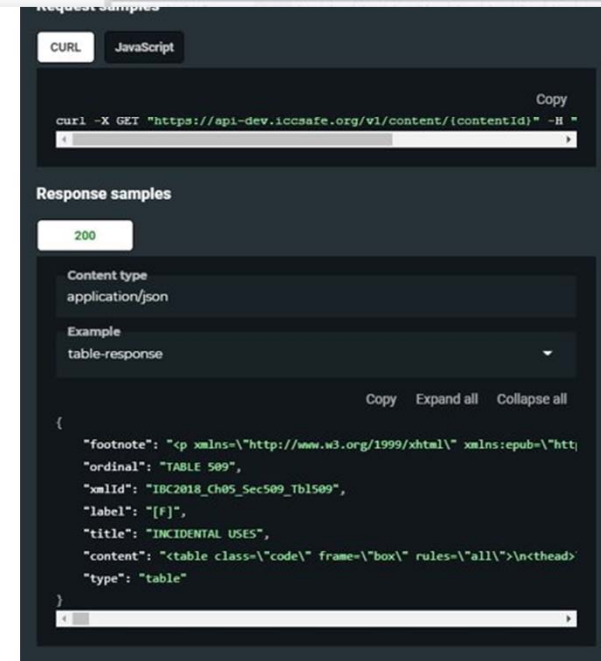 Request samples
CURL JavaScript
Copy
curl -X GET "https://api-dev.iccsafe.org/v1/content/{contentId}" -H "
Response samples
200
Content type
application/json
Example
table-response
Copy Expand all Collapse all
{
"footnote": "<p xmlns=\"http://www.w3.org/1999/xhtml\" xmlns:epub=\"htt
"ordinal": "TABLE 509",
"xmlId": "IBC2018_Ch05_Sec509_Tbl509",
"label": "[F]",
"title": "INCIDENTAL USES",
"content": "<table class=\"code\" frame=\"box\" rules=\"all\">\n<thead>
"type": "table"
}